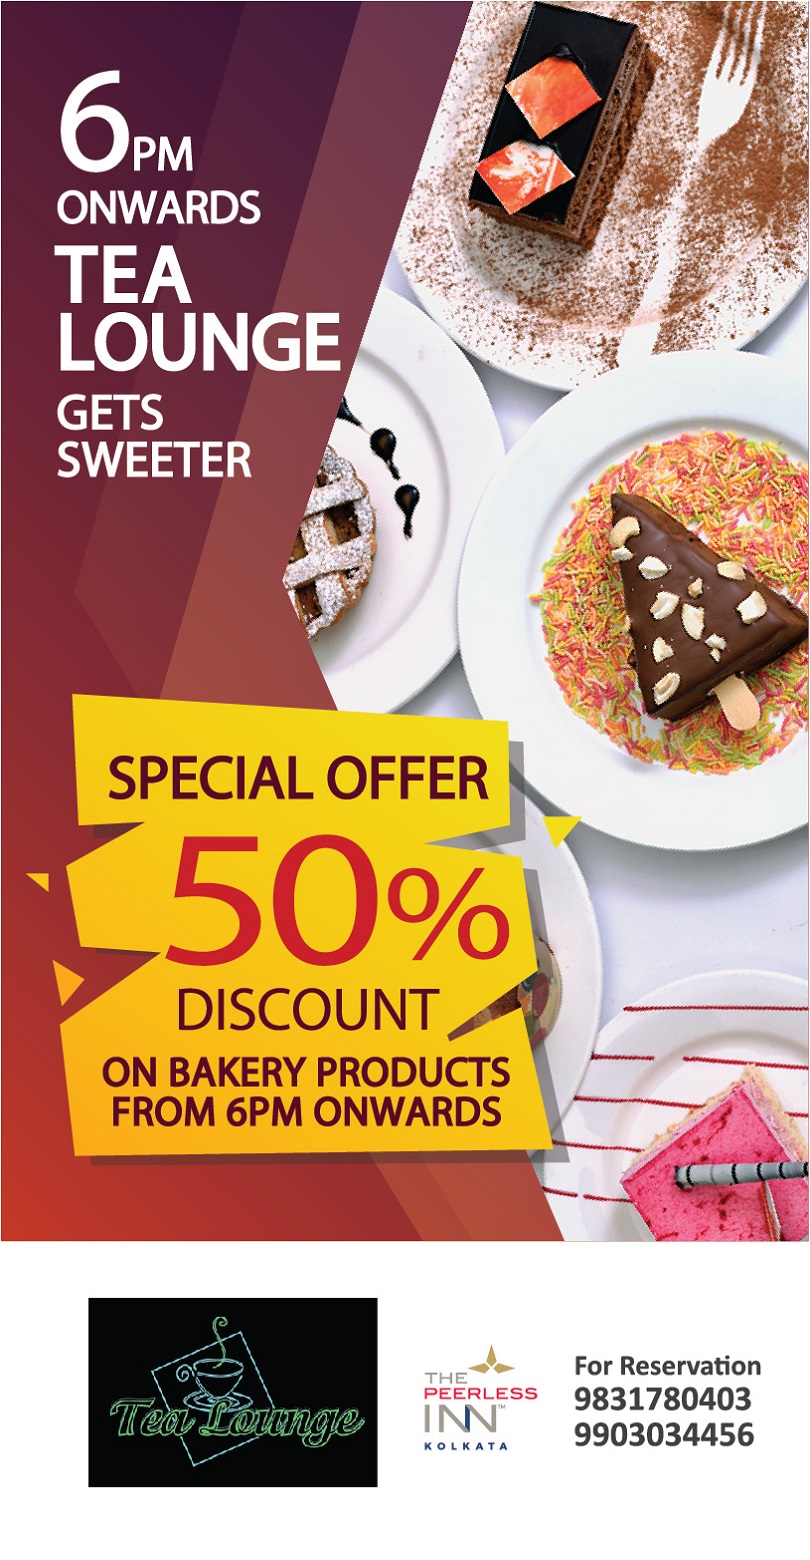 6PM
ONWARDS
TEA
LOUNGE
GETS
SWEETER
SPECIAL OFFER
50%
DISCOUNT
ON BAKERY PRODUCTS
FROM 6PM ONWARDS
Tea Lounge
THE
PEERLESS
INN™
KOLKATA
For Reservation
9831780403
9903034456